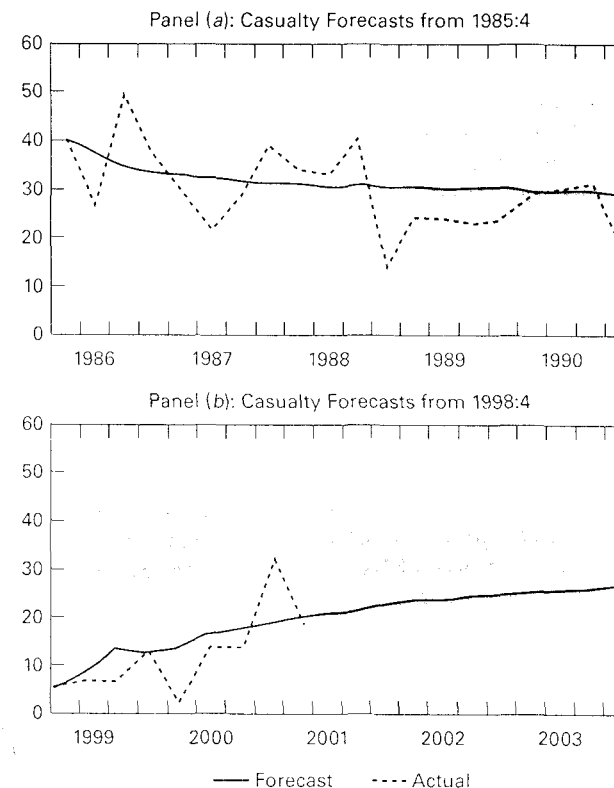 Panel (a): Casualty Forecasts from 1985:4
60
50
40
30
20
10
0
1986 1987 1988 1989 1990
Panel (b): Casualty Forecasts from 1998:4
60
50
40
30
20
10
0
1999 2000 2001 2002 2003
Forecast Actual